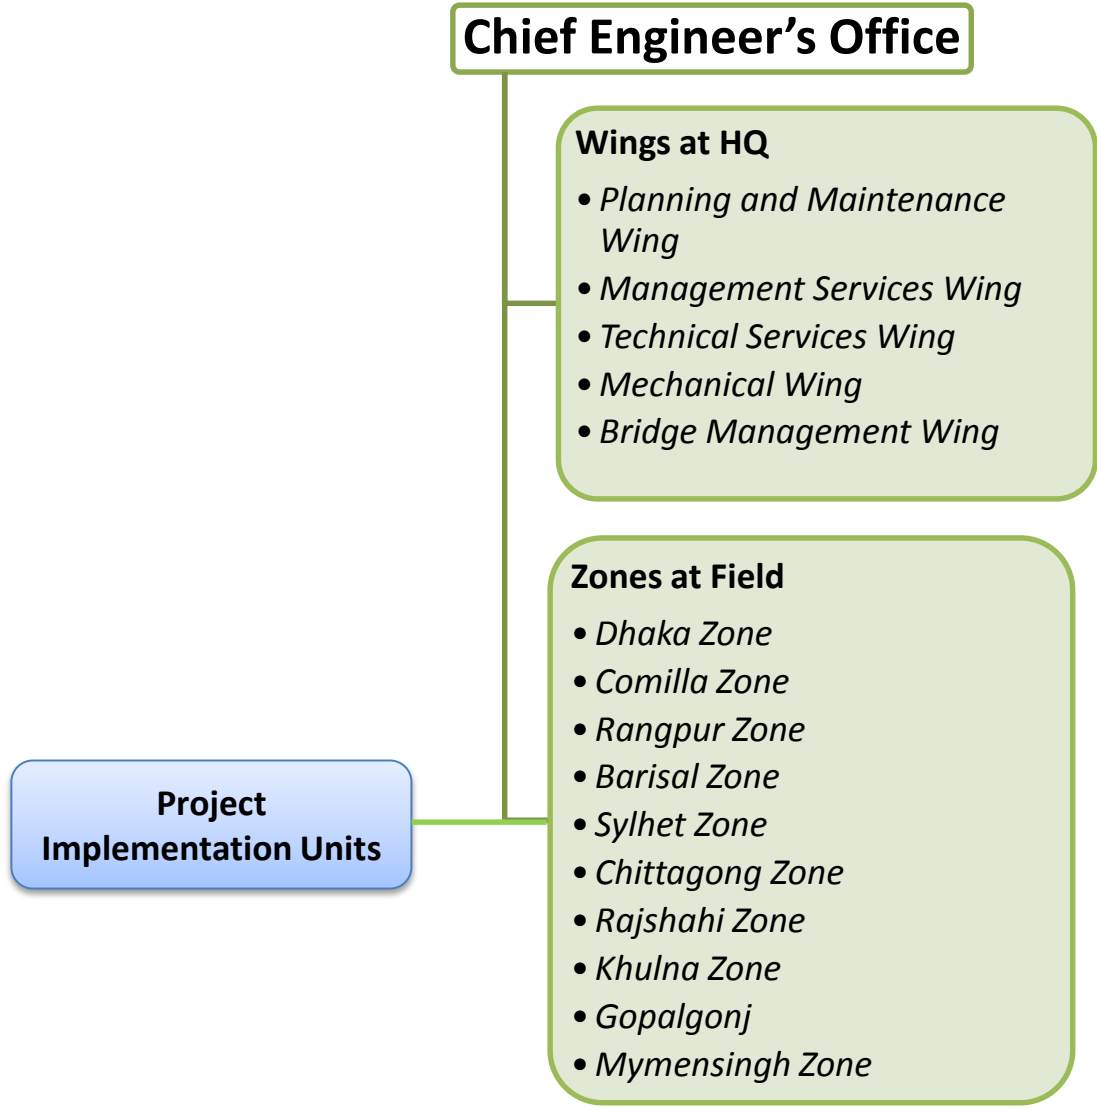 Chief Engineer’s Office
Wings at HQ
• Planning and Maintenance
Wing
• Management Services Wing
• Technical Services Wing
• Mechanical Wing
• Bridge Management Wing
Zones at Field
• Dhaka Zone
• Comilla Zone
• Rangpur Zone
• Barisal Zone
• Sylhet Zone
• Chittagong Zone
• Rajshahi Zone
• Khulna Zone
• Gopalgonj
• Mymensingh Zone
Project
Implementation Units